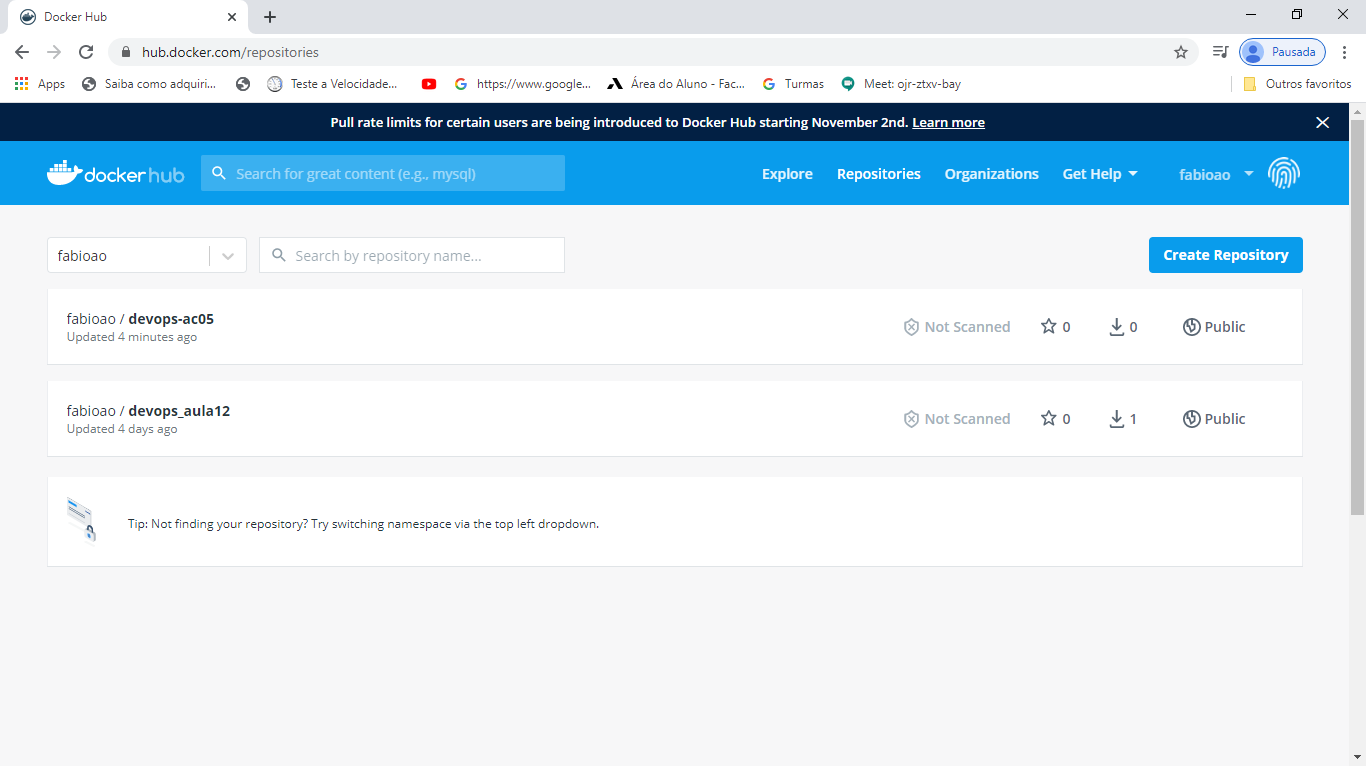 Docker Hub
hub.docker.com/repositories
Pausada
Apps Saiba como adquiri... Teste a Velocidade... https://www.google... Área do Aluno - Fac... Turmas Meet: ojr-ztxv-bay Outros favoritos
Pull rate limits for certain users are being introduced to Docker Hub starting November 2nd. Learn more
dockerhub Search for great content (e.g., mysql) Explore Repositories Organizations Get Help fabioao
fabioao Search by repository name... Create Repository
fabioao / devops-ac05
Updated 4 minutes ago
Not Scanned 0 0 Public
fabioao / devops_aula12
Updated 4 days ago
Not Scanned 0 1 Public
Tip: Not finding your repository? Try switching namespace via the top left dropdown.